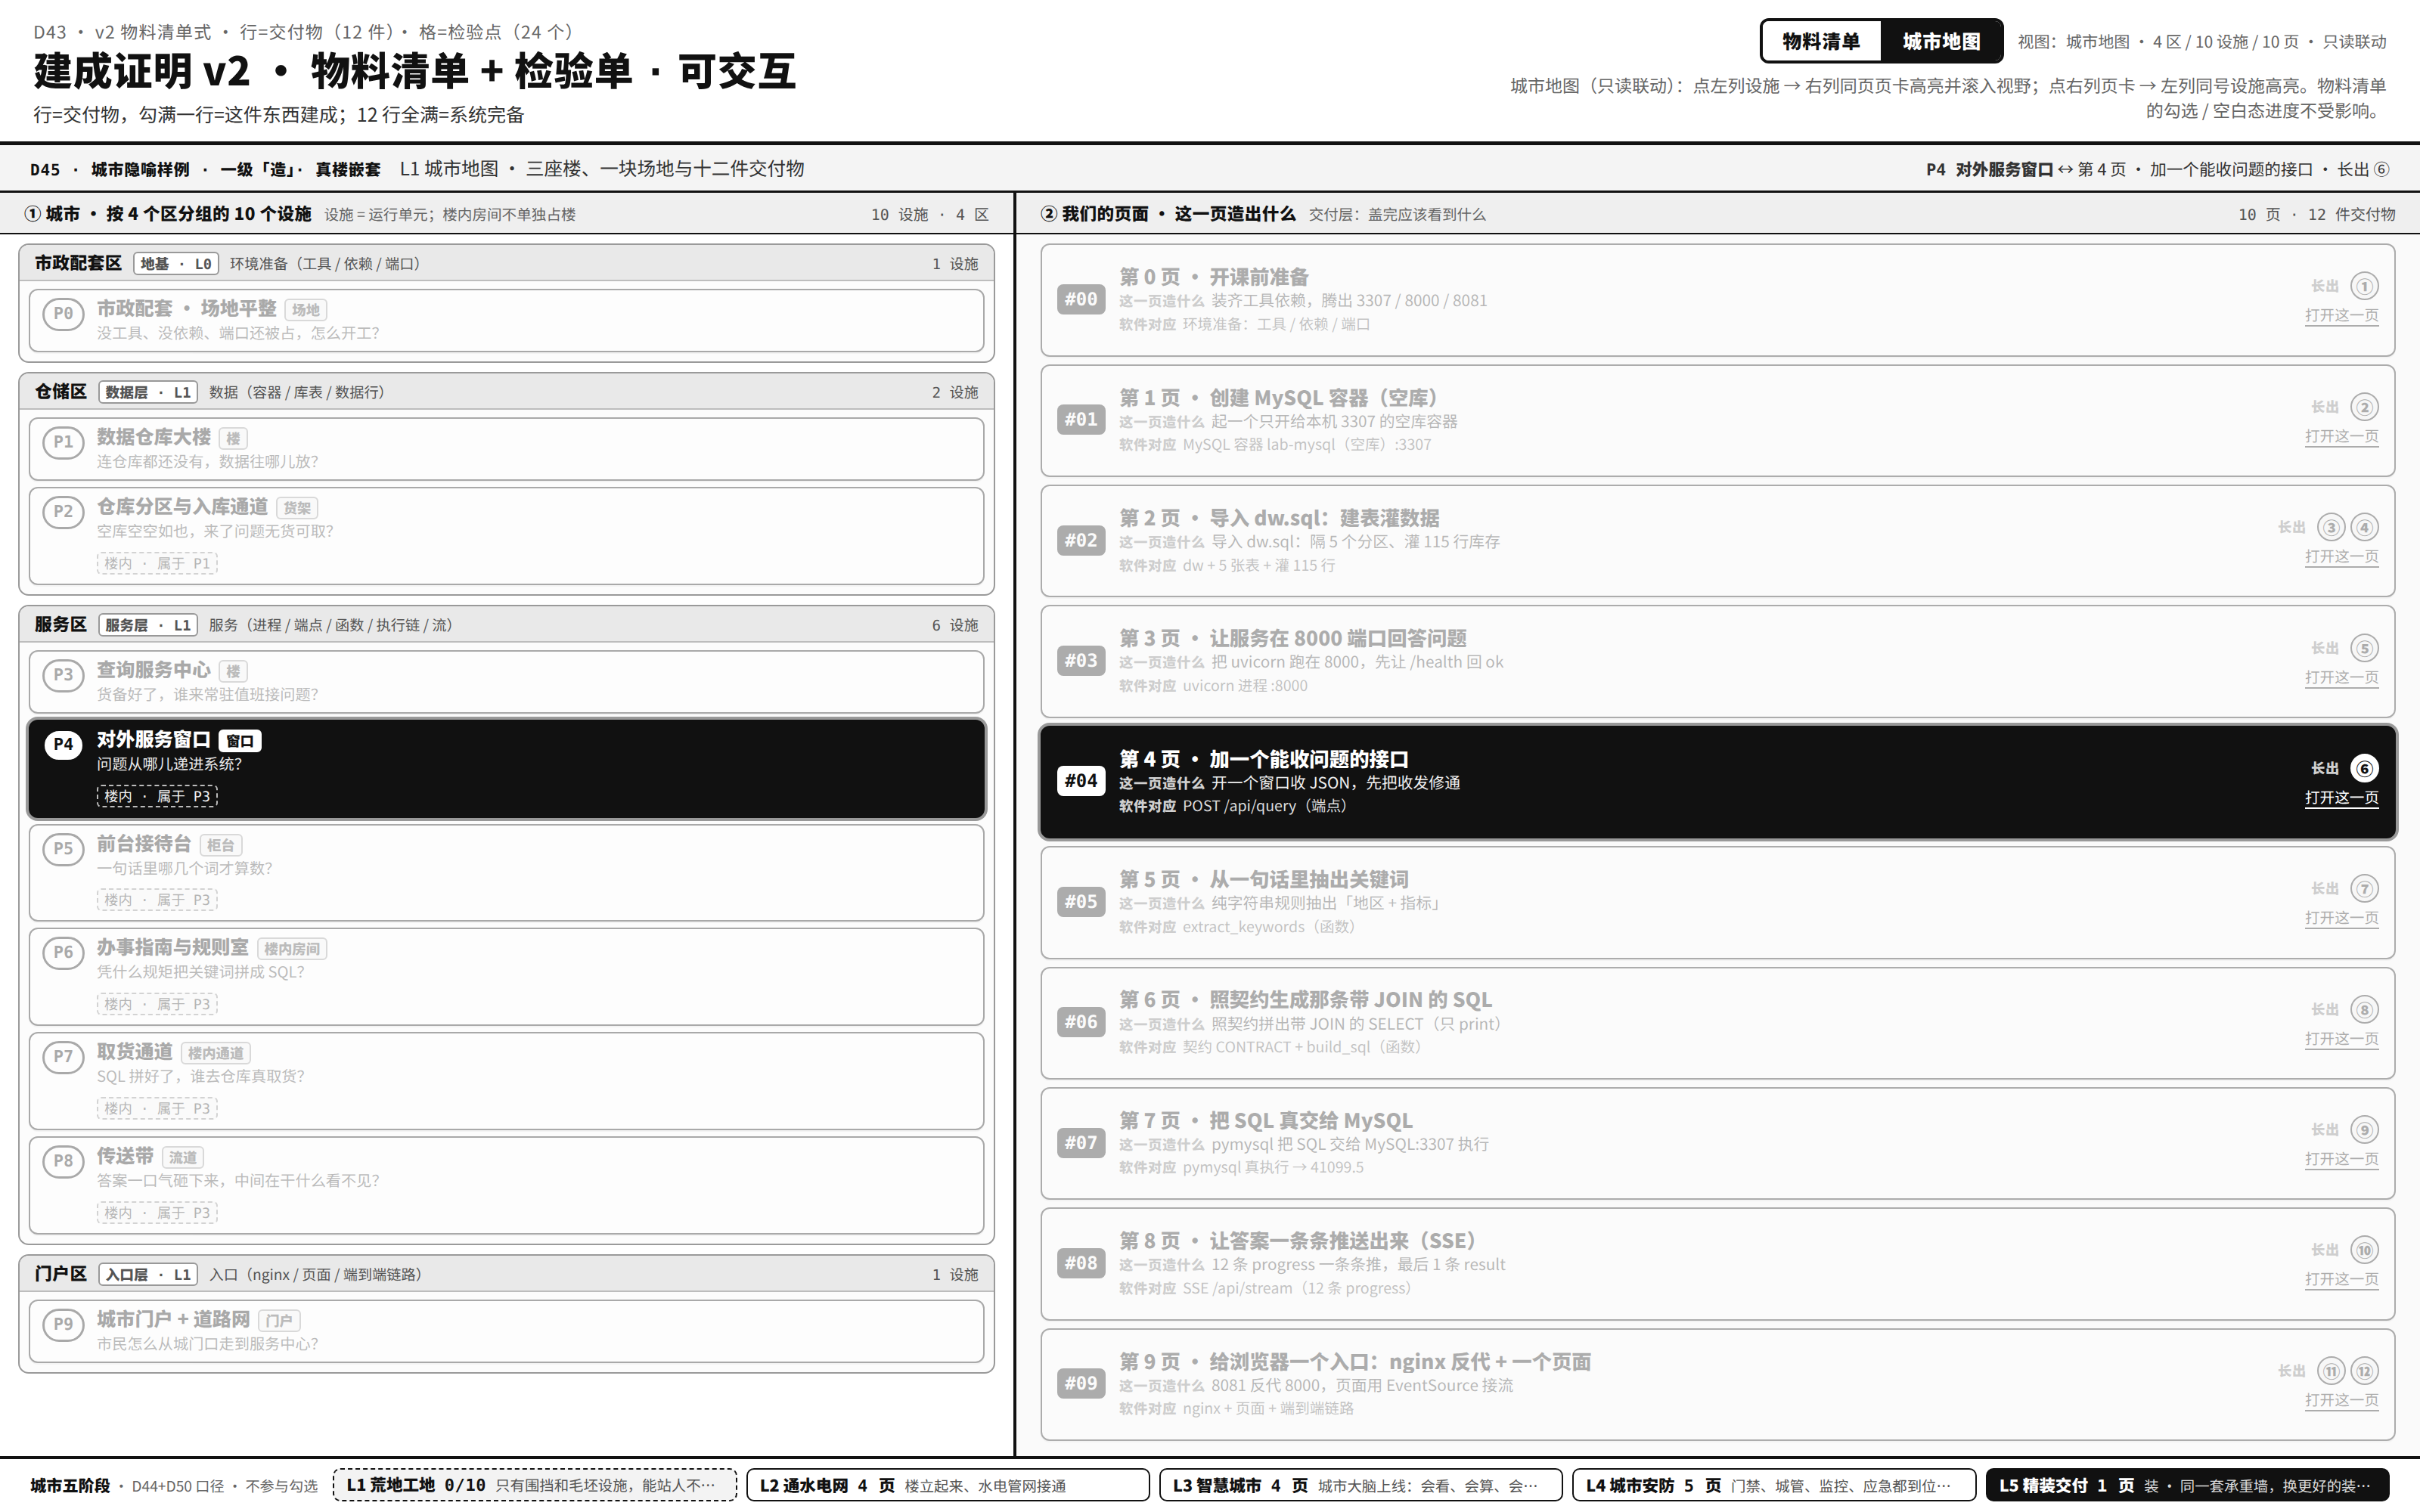 D43 • v2 物料清单式 • 行=交付物（12 件）• 格=检验点（24 个）
建成证明 v2 • 物料清单 + 检验单 · 可交互
行=交付物，勾满一行=这件东西建成；12 行全满=系统完备
物料清单 城市地图 视图：城市地图 • 4 区 / 10 设施 / 10 页 • 只读联动
城市地图（只读联动）：点左列设施 → 右列同页页卡高亮并滚入视野；点右列页卡 → 左列同号设施高亮。物料清单
的勾选 / 空白态进度不受影响。
D45 · 城市隐喻样例 · 一级「造」· 真楼嵌套 L1 城市地图 • 三座楼、一块场地与十二件交付物
P4 对外服务窗口 ↔ 第 4 页 • 加一个能收问题的接口 • 长出 ⑥
① 城市 • 按 4 个区分组的 10 个设施 设施 = 运行单元；楼内房间不单独占楼 10 设施 · 4 区
市政配套区 地基 · L0 环境准备（工具 / 依赖 / 端口） 1 设施
P0 市政配套 • 场地平整 场地
没工具、没依赖、端口还被占，怎么开工？
仓储区 数据层 · L1 数据（容器 / 库表 / 数据行） 2 设施
P1 数据仓库大楼 楼
连仓库都还没有，数据往哪儿放？
P2 仓库分区与入库通道 货架
空库空空如也，来了问题无货可取？
楼内 · 属于 P1
服务区 服务层 · L1 服务（进程 / 端点 / 函数 / 执行链 / 流） 6 设施
P3 查询服务中心 楼
货备好了，谁来常驻值班接问题？
P4 对外服务窗口 窗口
问题从哪儿递进系统？
楼内 · 属于 P3
P5 前台接待台 柜台
一句话里哪几个词才算数？
楼内 · 属于 P3
P6 办事指南与规则室 楼内房间
凭什么规矩把关键词拼成 SQL？
楼内 · 属于 P3
P7 取货通道 楼内通道
SQL 拼好了，谁去仓库真取货？
楼内 · 属于 P3
P8 传送带 流道
答案一口气砸下来，中间在干什么看不见？
楼内 · 属于 P3
门户区 入口层 · L1 入口（nginx / 页面 / 端到端链路） 1 设施
P9 城市门户 + 道路网 门户
市民怎么从城门口走到服务中心？
② 我们的页面 • 这一页造出什么 交付层：盖完应该看到什么 10 页 · 12 件交付物
#00 第 0 页 • 开课前准备
这一页造什么 装齐工具依赖，腾出 3307 / 8000 / 8081
软件对应 环境准备：工具 / 依赖 / 端口
长出 ①
打开这一页
#01 第 1 页 • 创建 MySQL 容器（空库）
这一页造什么 起一个只开给本机 3307 的空库容器
软件对应 MySQL 容器 lab-mysql（空库）:3307
长出 ②
打开这一页
#02 第 2 页 • 导入 dw.sql：建表灌数据
这一页造什么 导入 dw.sql：隔 5 个分区、灌 115 行库存
软件对应 dw + 5 张表 + 灌 115 行
长出 ③ ④
打开这一页
#03 第 3 页 • 让服务在 8000 端口回答问题
这一页造什么 把 uvicorn 跑在 8000，先让 /health 回 ok
软件对应 uvicorn 进程 :8000
长出 ⑤
打开这一页
#04 第 4 页 • 加一个能收问题的接口
这一页造什么 开一个窗口收 JSON，先把收发修通
软件对应 POST /api/query（端点）
长出 ⑥
打开这一页
#05 第 5 页 • 从一句话里抽出关键词
这一页造什么 纯字符串规则抽出「地区 + 指标」
软件对应 extract_keywords（函数）
长出 ⑦
打开这一页
#06 第 6 页 • 照契约生成那条带 JOIN 的 SQL
这一页造什么 照契约拼出带 JOIN 的 SELECT（只 print）
软件对应 契约 CONTRACT + build_sql（函数）
长出 ⑧
打开这一页
#07 第 7 页 • 把 SQL 真交给 MySQL
这一页造什么 pymysql 把 SQL 交给 MySQL:3307 执行
软件对应 pymysql 真执行 → 41099.5
长出 ⑨
打开这一页
#08 第 8 页 • 让答案一条条推送出来（SSE）
这一页造什么 12 条 progress 一条条推，最后 1 条 result
软件对应 SSE /api/stream（12 条 progress）
长出 ⑩
打开这一页
#09 第 9 页 • 给浏览器一个入口：nginx 反代 + 一个页面
这一页造什么 8081 反代 8000，页面用 EventSource 接流
软件对应 nginx + 页面 + 端到端链路
长出 ⑪ ⑫
打开这一页
城市五阶段 • D44+D50 口径 • 不参与勾选 L1 荒地工地 0/10 只有围挡和毛坯设施，能站人不… L2 通水电网 4 页 楼立起来、水电管网接通 L3 智慧城市 4 页 城市大脑上线：会看、会算、会… L4 城市安防 5 页 门禁、城管、监控、应急都到位… L5 精装交付 1 页 装 • 同一套承重墙，换更好的装…